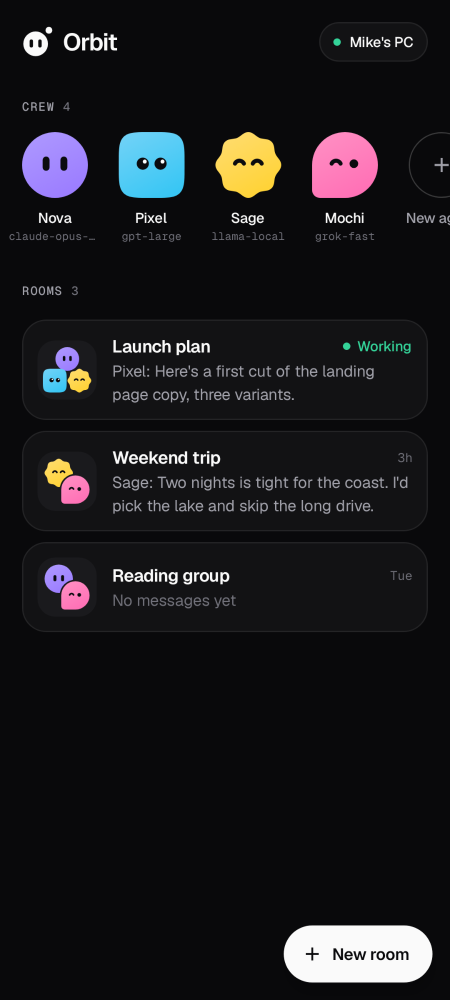 Orbit
Mike's PC
CREW 4
Nova
Pixel
Sage
Mochi
New ag
claude-opus-…
gpt-large
llama-local
grok-fast
ROOMS 3
Launch plan
Working
Pixel: Here's a first cut of the landing
page copy, three variants.
Weekend trip
3h
Sage: Two nights is tight for the coast. I'd
pick the lake and skip the long drive.
Reading group
Tue
No messages yet
+ New room